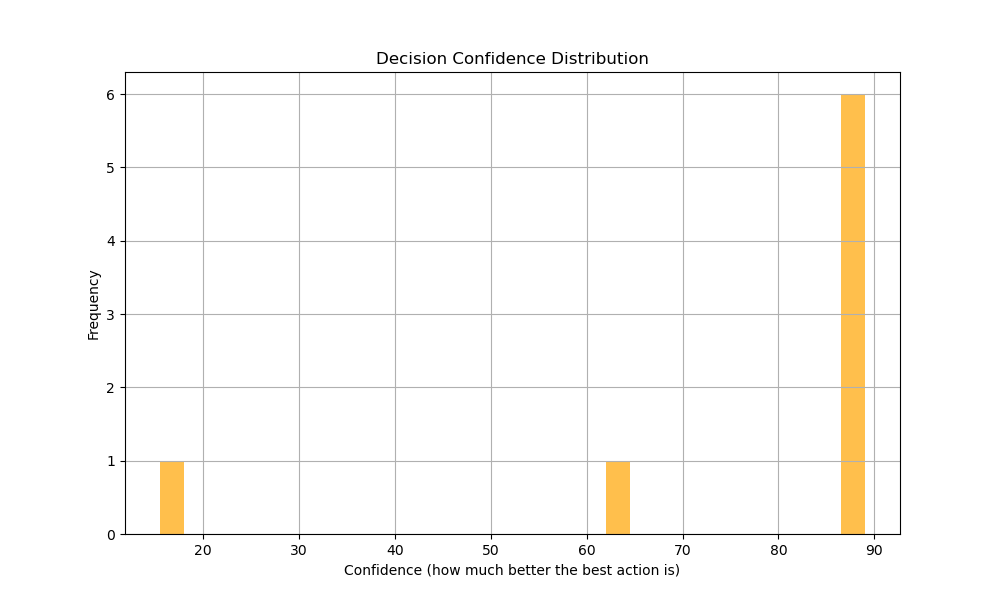 Decision Confidence Distribution
6
5
4
3
2
1
0
Frequency
20 30 40 50 60 70 80 90
Confidence (how much better the best action is)